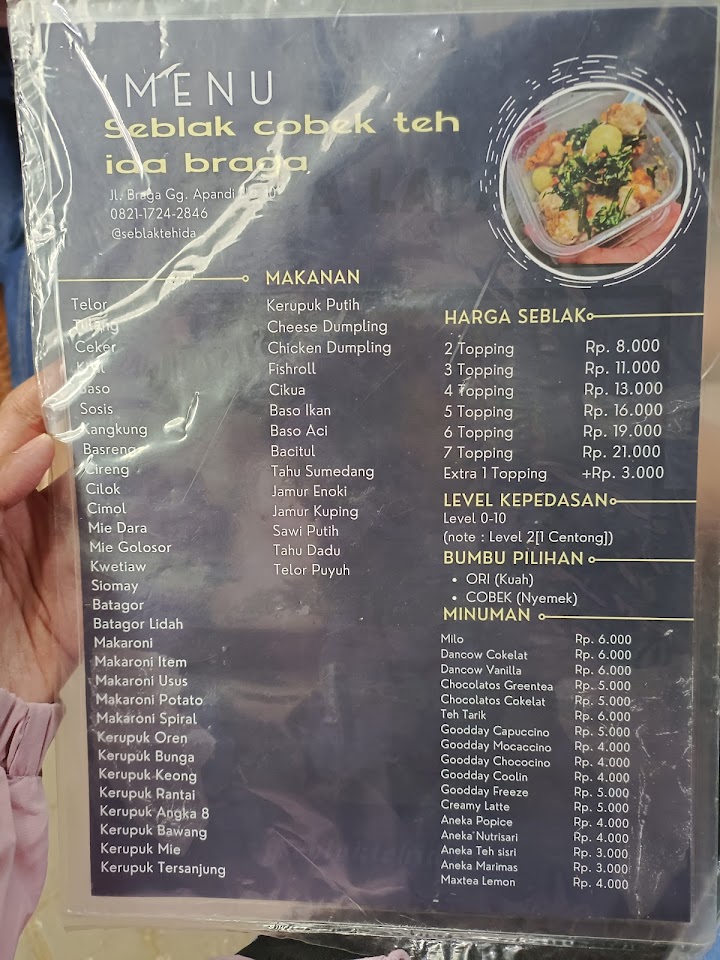 MENU
Seblak cobek teh
ida braga
Jl. Braga Gg. Apandi
0821-1724-2846
@seblaktehida
Telor
Tulang
Ceker
Baso
Sosis
Kangkung
Basreng
Cireng
Cilok
Cimol
Mie Dara
Mie Golosor
Kwetiaw
Siomay
Batagor
Batagor Lidah
Makaroni
Makaroni Item
Makaroni Usus
Makaroni Potato
Makaroni Spiral
Kerupuk Oren
Kerupuk Bunga
Kerupuk Keong
Kerupuk Rantai
Kerupuk Angka 8
Kerupuk Bawang
Kerupuk Mie
Kerupuk Tersanjung
MAKANAN
Kerupuk Putih
Cheese Dumpling
Chicken Dumpling
Fishroll
Cikua
Baso Ikan
Baso Aci
Bacitul
Tahu Sumedang
Jamur Enoki
Jamur Kuping
Sawi Putih
Tahu Dadu
Telor Puyuh
HARGA SEBLAK
2 Topping Rp. 8.000
3 Topping Rp. 11.000
4 Topping Rp. 13.000
5 Topping Rp. 16.000
6 Topping Rp. 19.000
7 Topping Rp. 21.000
Extra 1 Topping +Rp. 3.000
LEVEL KEPEDASAN
Level 0-10
(note : Level 2[1 Centong])
BUMBU PILIHAN
• ORI (Kuah)
• COBEK (Nyemek)
MINUMAN
Milo Rp. 6.000
Dancow Cokelat Rp. 6.000
Dancow Vanilla Rp. 6.000
Chocolatos Greentea Rp. 5.000
Chocolatos Cokelat Rp. 5.000
Teh Tarik Rp. 6.000
Goodday Capuccino Rp. 5.000
Goodday Mocaccino Rp. 4.000
Goodday Chococino Rp. 4.000
Goodday Coolin Rp. 4.000
Goodday Freeze Rp. 5.000
Creamy Latte Rp. 5.000
Aneka Popice Rp. 4.000
Aneka Nutrisari Rp. 4.000
Aneka Teh sisri Rp. 3.000
Aneka Marimas Rp. 3.000
Maxtea Lemon Rp. 4.000